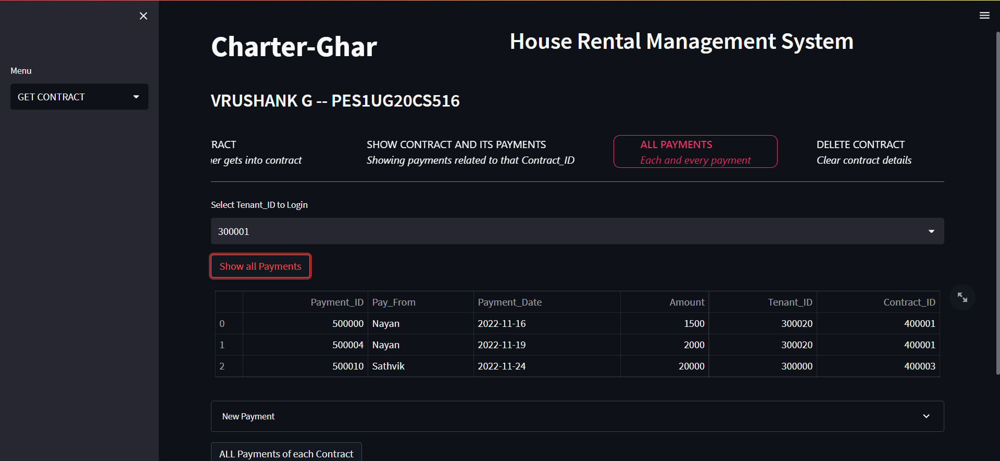 Menu
GET CONTRACT
Charter-Ghar
House Rental Management System
VRUSHANK G -- PES1UG20CS516
RACT
er gets into contract
SHOW CONTRACT AND ITS PAYMENTS
Showing payments related to that Contract_ID
ALL PAYMENTS
Each and every payment
DELETE CONTRACT
Clear contract details
Select Tenant_ID to Login
300001
Show all Payments
Payment_ID Pay_From Payment_Date Amount Tenant_ID Contract_ID
0 500000 Nayan 2022-11-16 1500 300020 400001
1 500004 Nayan 2022-11-19 2000 300020 400001
2 500010 Sathvik 2022-11-24 20000 300000 400003
New Payment
ALL Payments of each Contract